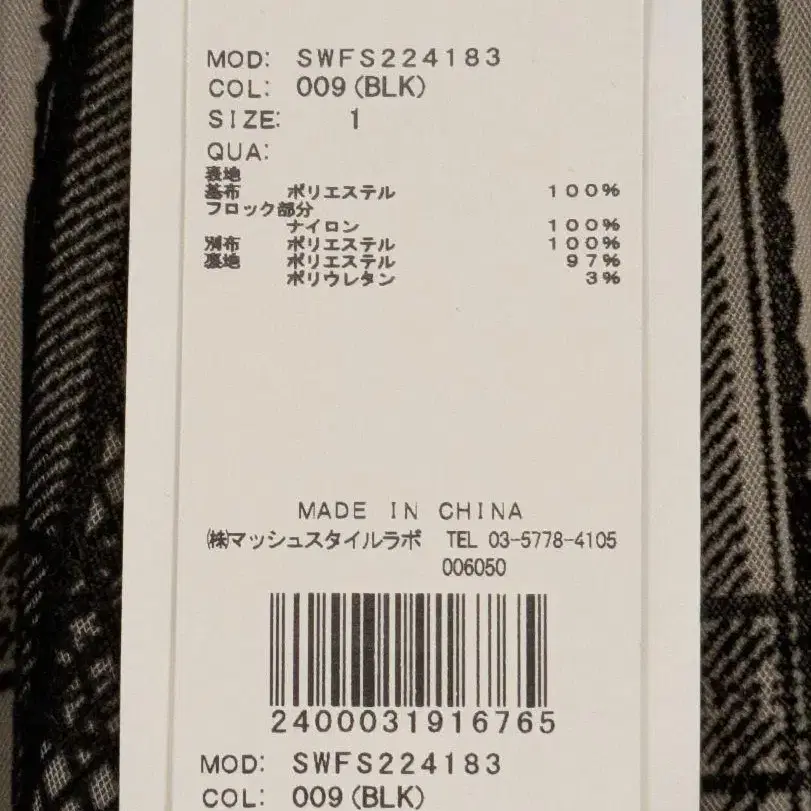 MOD: SWFS224183
COL: 009(BLK)
SIZE: 1
QUA:
表地
基布 ポリエステル 100%
フロック部分
ナイロン 100%
別布 ポリエステル 100%
裏地 ポリエステル 97%
ポリウレタン 3%
MADE IN CHINA
㈱マッシュスタイルラボ TEL 03-5778-4105
006050
2400031916765
MOD: SWFS224183
COL: 009(BLK)